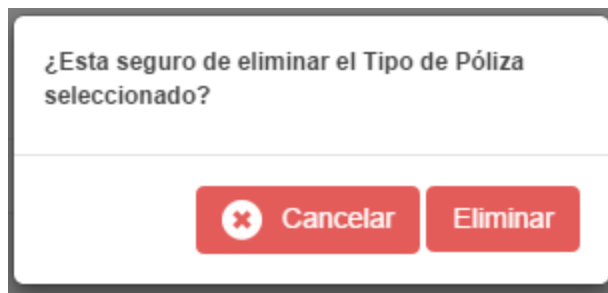 ¿Esta seguro de eliminar el Tipo de Póliza
seleccionado?
Cancelar
Eliminar